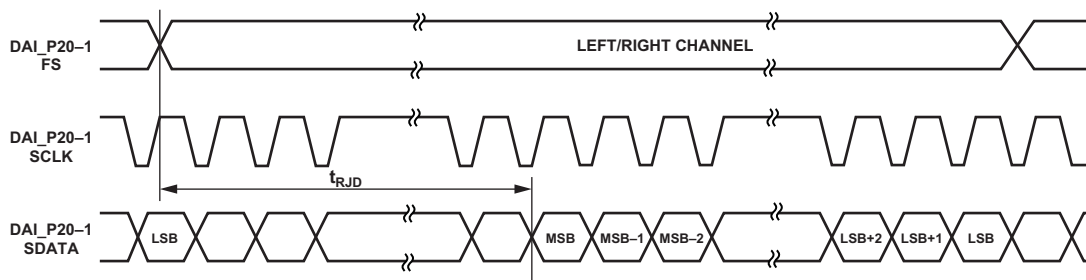 DAI_P20–1
FS
LEFT/RIGHT CHANNEL
DAI_P20–1
SCLK
tRJD
DAI_P20–1
SDATA
LSB
MSB
MSB–1
MSB–2
LSB+2
LSB+1
LSB